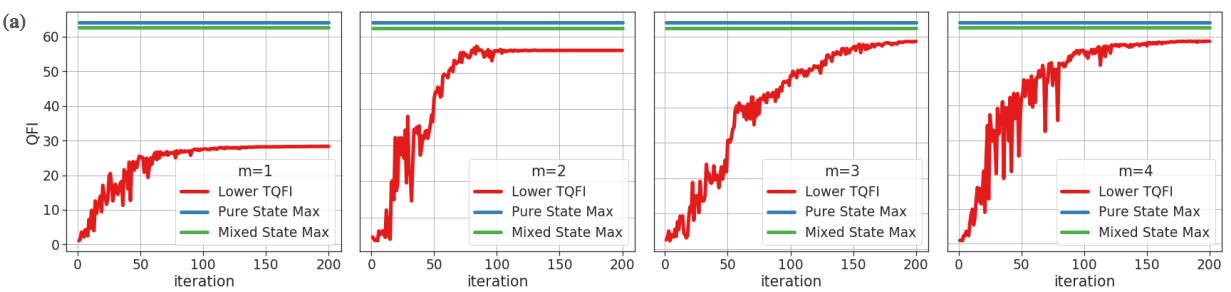 (a)
QFI
60
50
40
30
20
10
0
m=1
Lower TQFI
Pure State Max
Mixed State Max
0 50 100 150 200
iteration
m=2
Lower TQFI
Pure State Max
Mixed State Max
0 50 100 150 200
iteration
m=3
Lower TQFI
Pure State Max
Mixed State Max
0 50 100 150 200
iteration
m=4
Lower TQFI
Pure State Max
Mixed State Max
0 50 100 150 200
iteration